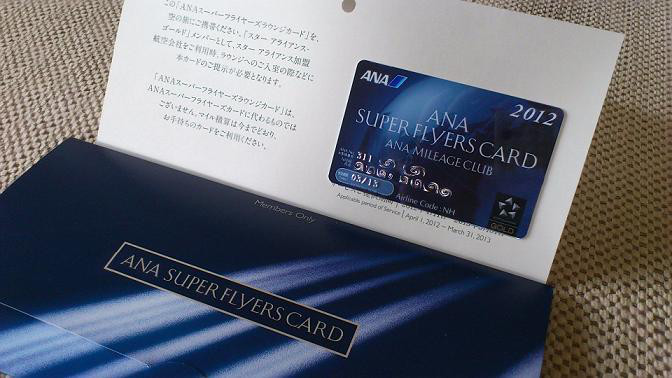 この「ANAスーパーフライヤーズラウンジカード」を、
空の旅にご携帯ください。「スター アライアンス・
ゴールド」メンバーとして、スター アライアンス加盟
航空会社をご利用時、ラウンジへのご入室の際などに
本カードのご提示が必要となります。
「ANAスーパーフライヤーズラウンジカード」は、
ANAスーパーフライヤーズカードに代わるものでは
ございません。マイル積算は今までどおり、
お手持ちのカードをご利用ください。
ANA
2012
ANA
SUPER FLYERS CARD
ANA MILEAGE CLUB
311
03/13
Airline Code : NH
GOLD
Applicable period of Service | April 1, 2012 – March 31, 2013
Members Only
ANA SUPER FLYERS CARD